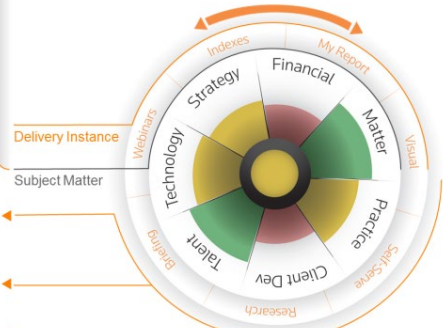 Indexes
My Report
Visual
Self-Serve
Research
Briefing
Webinars
Financial
Matter
Practice
Client Dev
Talent
Technology
Strategy
Delivery Instance
Subject Matter